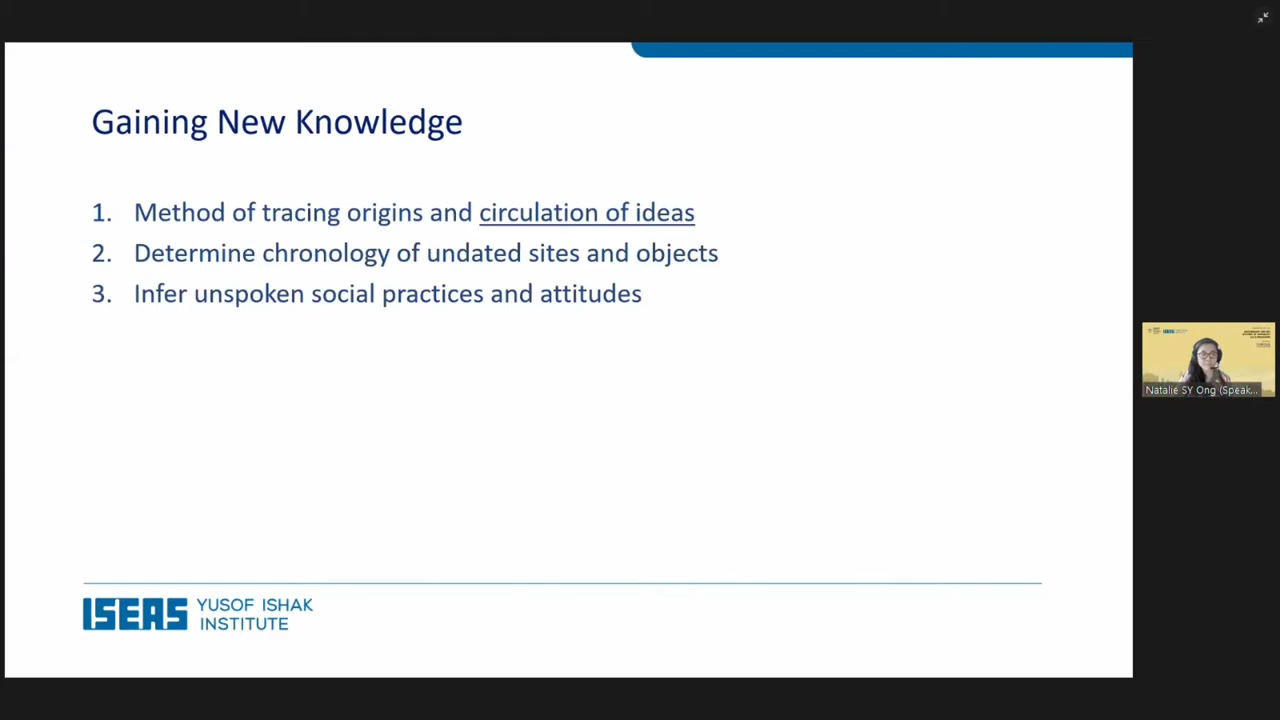 Gaining New Knowledge
1. Method of tracing origins and circulation of ideas
2. Determine chronology of undated sites and objects
3. Infer unspoken social practices and attitudes
ISEAS YUSOF ISHAK
INSTITUTE
Natalie SY Ong (Speak...